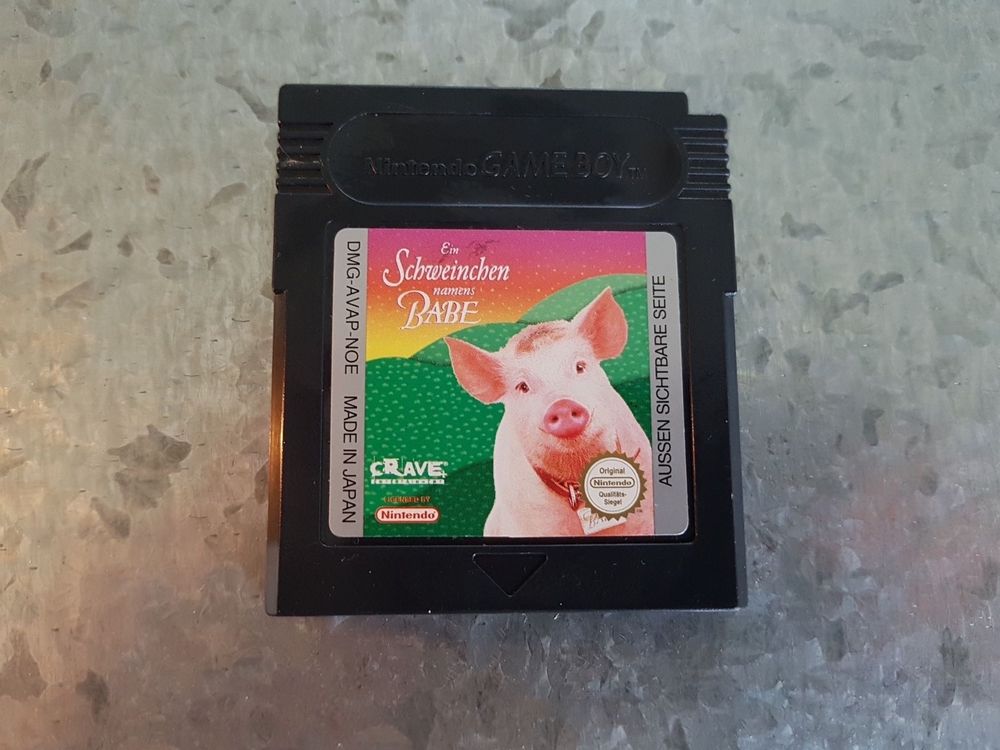 Nintendo GAME BOY TM
DMG-AVAP-NOE MADE IN JAPAN
Ein
Schweinchen
namens
BABE
CRAVE
ENTERTAINMENT
LICENSED BY
Nintendo
Original
Nintendo
Qualitäts-
Siegel
AUSSEN SICHTBARE SEITE